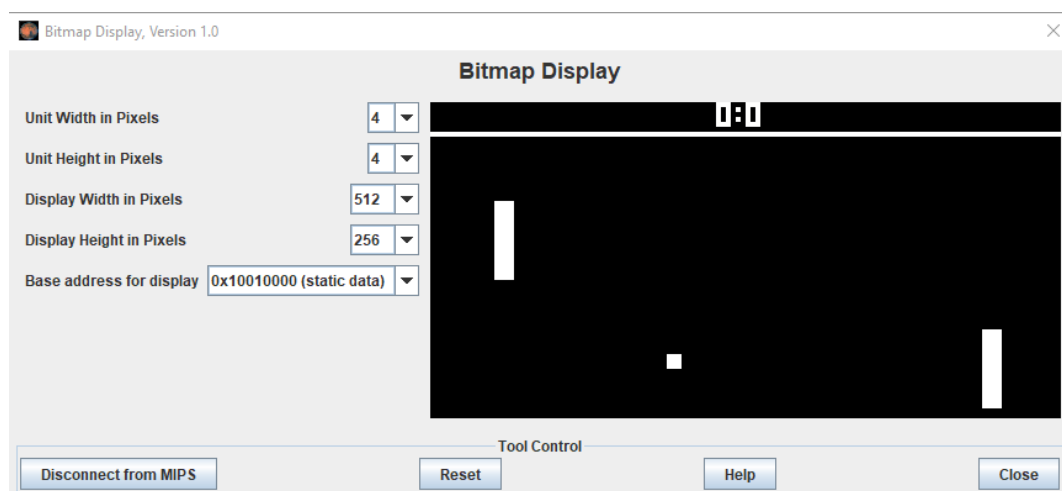 Bitmap Display, Version 1.0
Bitmap Display
Unit Width in Pixels 4
0:0
Unit Height in Pixels 4
Display Width in Pixels 512
Display Height in Pixels 256
Base address for display 0x10010000 (static data)
Tool Control
Disconnect from MIPS Reset Help Close